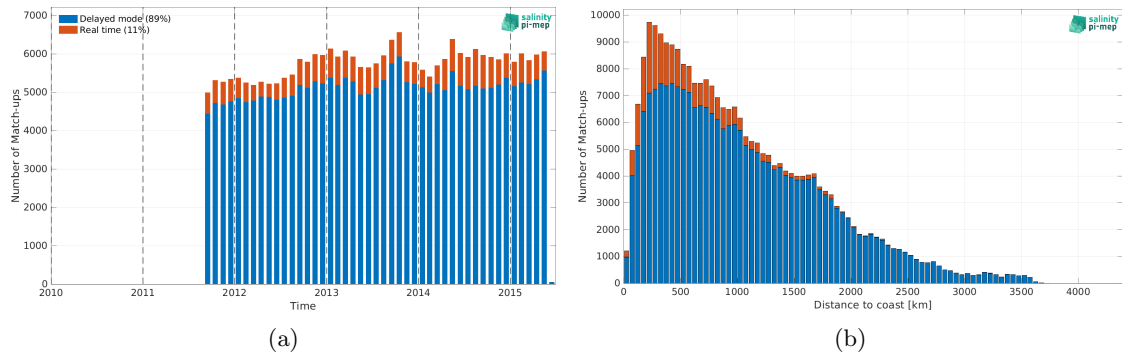 Delayed mode (89%)
Real time (11%)
salinity
pi-mep
7000
6000
5000
4000
3000
2000
1000
0
Number of Match-ups
2010
2011
2012
2013
2014
2015
Time
(a)
salinity
pi-mep
10000
9000
8000
7000
6000
5000
4000
3000
2000
1000
0
Number of Match-ups
0
500
1000
1500
2000
2500
3000
3500
4000
Distance to coast [km]
(b)